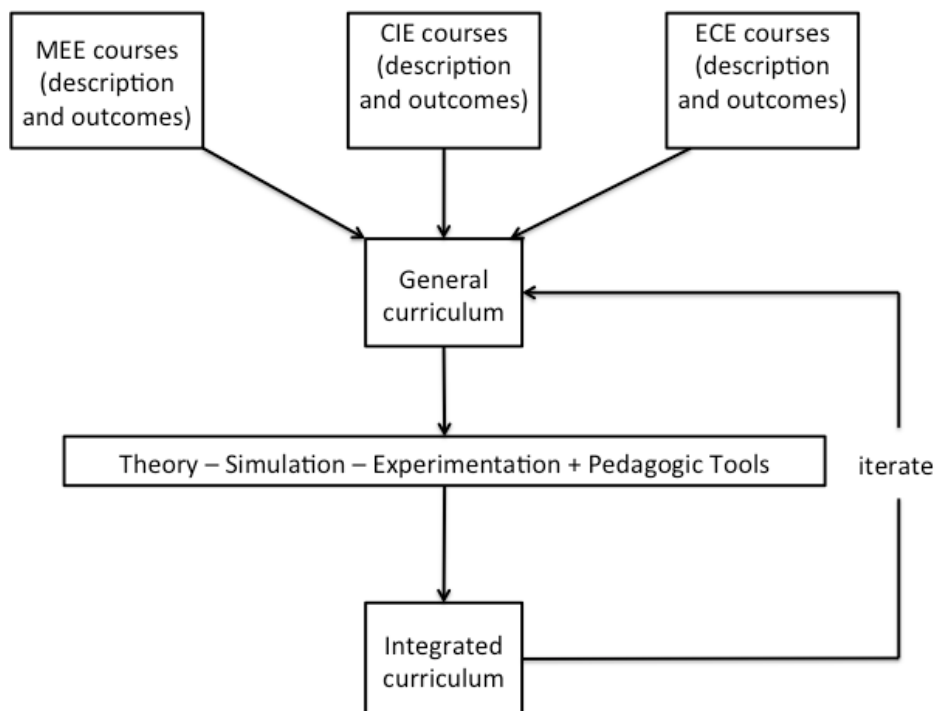 MEE courses
(description
and outcomes)
CIE courses
(description
and outcomes)
ECE courses
(description
and outcomes)
General
curriculum
Theory – Simulation – Experimentation + Pedagogic Tools
iterate
Integrated
curriculum